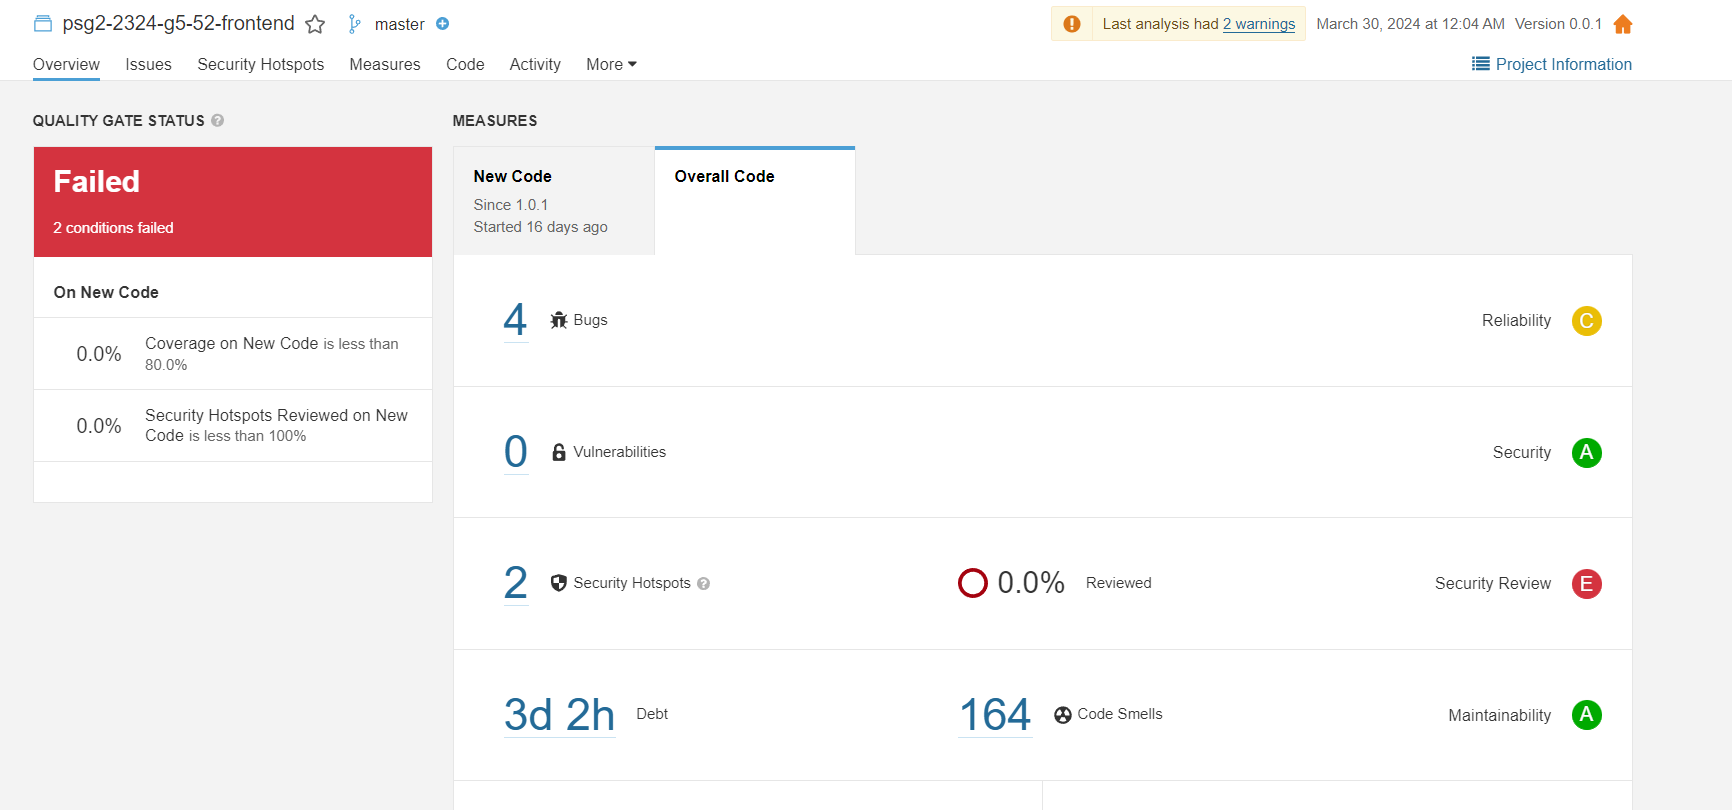 psg2-2324-g5-52-frontend master
Last analysis had 2 warnings March 30, 2024 at 12:04 AM Version 0.0.1
Overview Issues Security Hotspots Measures Code Activity More
Project Information
QUALITY GATE STATUS ?
Failed
2 conditions failed
On New Code
0.0% Coverage on New Code is less than
80.0%
0.0% Security Hotspots Reviewed on New
Code is less than 100%
MEASURES
New Code
Since 1.0.1
Started 16 days ago
Overall Code
4 Bugs Reliability C
0 Vulnerabilities Security A
2 Security Hotspots ? 0.0% Reviewed Security Review E
3d 2h Debt 164 Code Smells Maintainability A